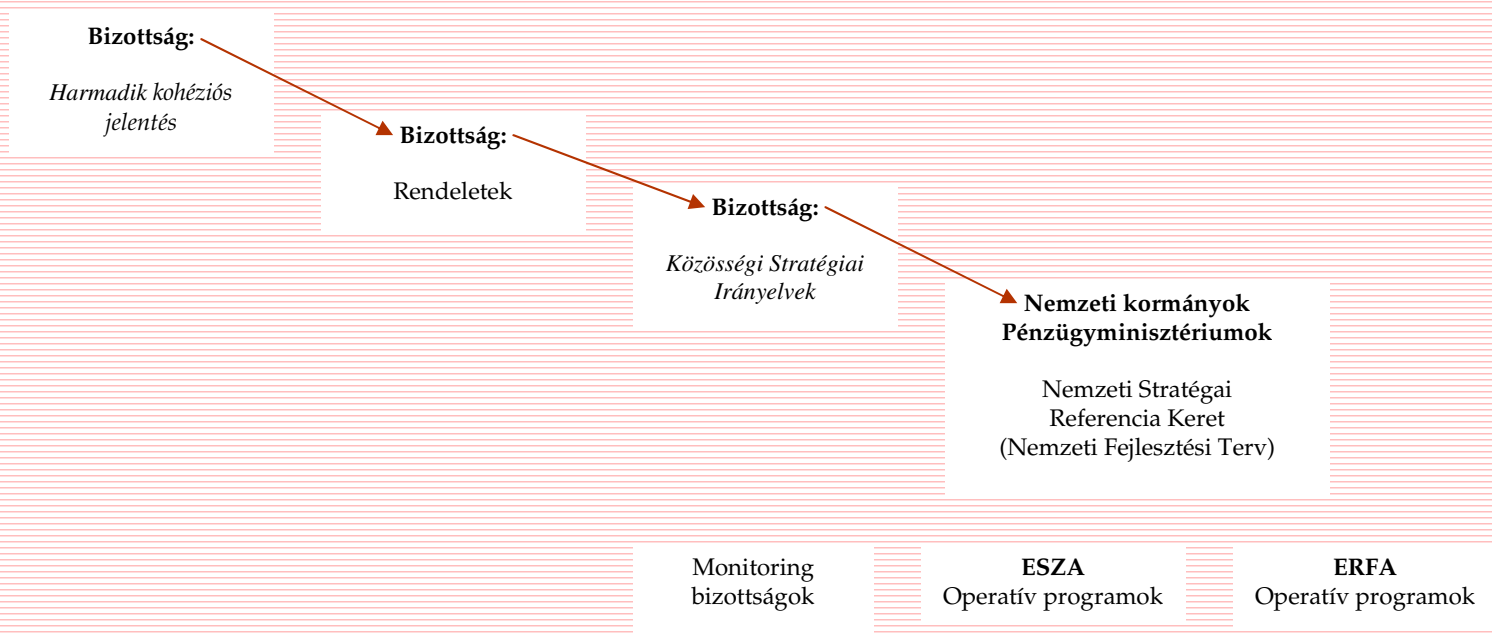 Bizottság:
Harmadik kohéziós
jelentés
Bizottság:
Rendeletek
Bizottság:
Közösségi Stratégiai
Irányelvek
Nemzeti kormányok
Pénzügyminisztériumok
Nemzeti Stratégai
Referencia Keret
(Nemzeti Fejlesztési Terv)
Monitoring
bizottságok
ESZA
Operatív programok
ERFA
Operatív programok